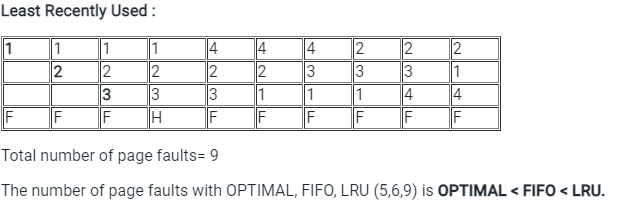 Least Recently Used :
1 1 1 1 4 4 4 2 2 2
2 2 2 2 2 3 3 3 1
3 3 3 1 1 1 4 4
F F F H F F F F F F
Total number of page faults= 9
The number of page faults with OPTIMAL, FIFO, LRU (5,6,9) is OPTIMAL < FIFO < LRU.